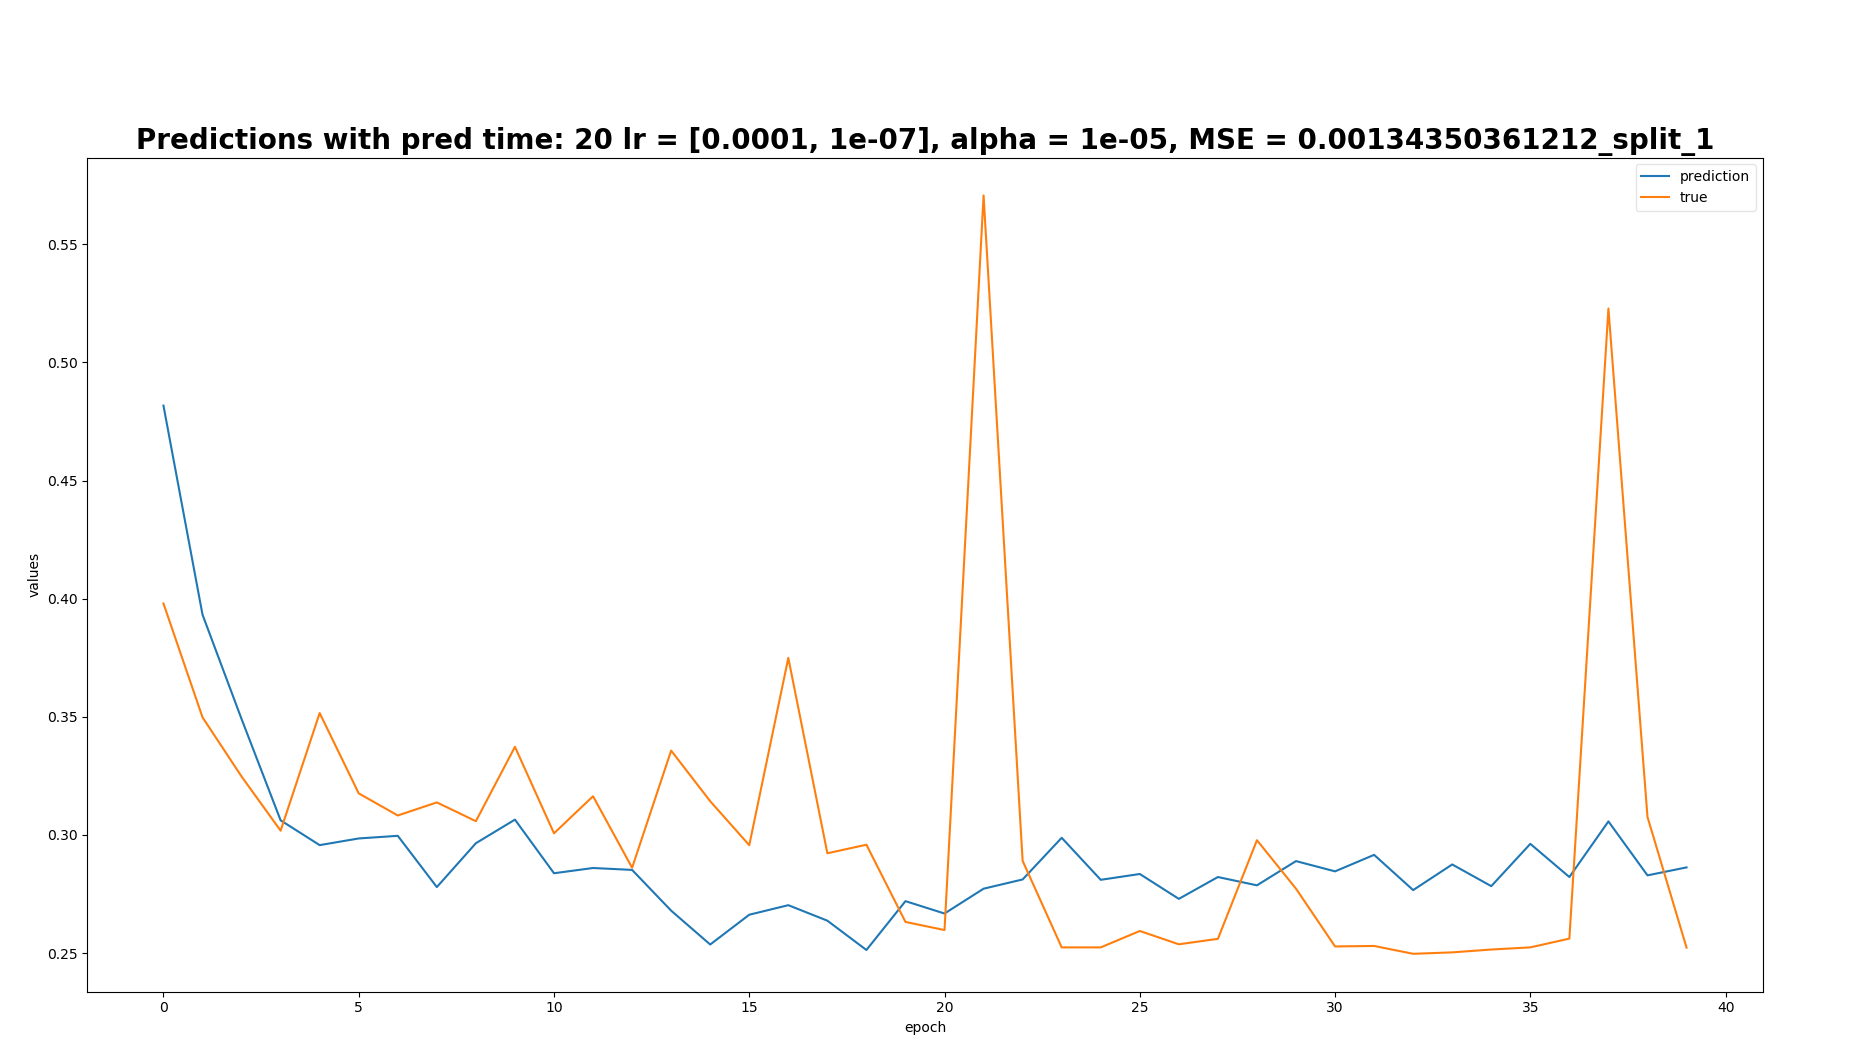 Predictions with pred time: 20 lr = [0.0001, 1e-07], alpha = 1e-05, MSE = 0.00134350361212_split_1
prediction
true
0.55
0.50
0.45
0.40
0.35
0.30
0.25
values
0 5 10 15 20 25 30 35 40
epoch